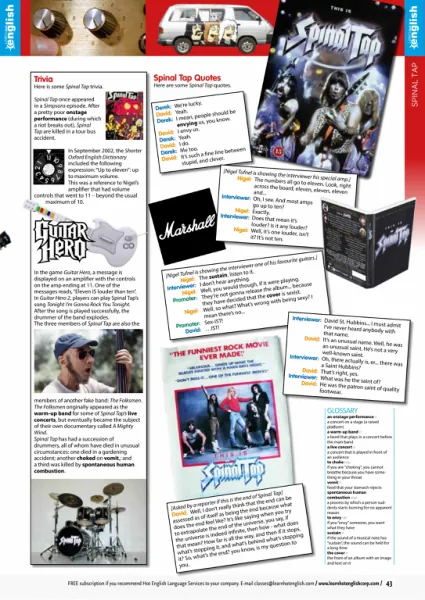 english
english
SPINAL TAP
Trivia
Here is some Spinal Tap trivia.
Spinal Tap once appeared
in a Simpsons episode. After
a pretty poor onstage
performance (during which
a riot breaks out), Spinal
Tap are killed in a tour bus
accident.
In September 2002, the Shorter
Oxford English Dictionary
included the following
expression: "Up to eleven": up
to maximum volume.
This was a reference to Nigel's
amplifier that had volume
controls that went to 11 – beyond the usual
maximum of 10.
GUITAR
HERO
In the game Guitar Hero, a message is
displayed on an amplifier with the controls
on the amp ending at 11. One of the
messages reads, "Eleven IS louder than ten".
In Guitar Hero 2, players can play Spinal Tap's
song Tonight I'm Gonna Rock You Tonight.
After the song is played successfully, the
drummer of the band explodes.
The three members of Spinal Tap are also the
members of another fake band: The Folksmen.
The Folksmen originally appeared as the
warm-up band for some of Spinal Tap's live
concerts, but eventually became the subject
of their own documentary called A Mighty
Wind.
Spinal Tap has had a succession of
drummers, all of whom have died in unusual
circumstances: one died in a gardening
accident; another choked on vomit, and
a third was killed by spontaneous human
combustion.
Spinal Tap Quotes
Here are some Spinal Tap quotes.
Derek: We're lucky.
David: Yeah.
Derek: I mean, people should be
envying us, you know.
David: I envy us.
Derek: Yeah.
David: I do.
Derek: Me too.
David: It's such a fine line between
stupid, and clever.
THIS IS
Spinal Tap
[Nigel Tufnel is showing the interviewer his special amp.]
Nigel: The numbers all go to eleven. Look, right
across the board, eleven, eleven, eleven
and...
Interviewer: Oh, I see. And most amps
go up to ten?
Nigel: Exactly.
Interviewer: Does that mean it's
louder? Is it any louder?
Nigel: Well, it's one louder, isn't
it? It's not ten.
Marshall
[Nigel Tufnel is showing the interviewer one of his favourite guitars.]
Nigel: The sustain, listen to it.
Interviewer: I don't hear anything.
Nigel: Well, you would though, if it were playing.
Promoter: They're not gonna release the album... because
they have decided that the cover is sexist.
Nigel: Well, so what? What's wrong with being sexy? I
mean there's no...
Promoter: Sex-IST!
David: ...IST!
Interviewer: David St. Hubbins... I must admit
I've never heard anybody with
that name.
David: It's an unusual name. Well, he was
an unusual saint. He's not a very
well-known saint.
Interviewer: Oh, there actually is, er... there was
a Saint Hubbins?
David: That's right, yes.
Interviewer: What was he the saint of?
David: He was the patron saint of quality
footwear.
"THE FUNNIEST ROCK MOVIE
EVER MADE"
Spinal Tap
[Asked by a reporter if this is the end of Spinal Tap]
David: Well, I don't really think that the end can be
assessed as of itself as being the end because what
does the end feel like? It's like saying when you try
to extrapolate the end of the universe, you say, if
the universe is indeed infinite, then how - what does
that mean? How far is all the way, and then if it stops,
what's stopping it, and what's behind what's stopping
it? So, what's the end? you know, is my question to
you.
GLOSSARY
an onstage performance n
a concert on a stage (a raised
platform)
a warm-up band n
a band that plays in a concert before
the main band
a live concert n
a concert that is played in front of
an audience
to choke vb
if you are "choking", you cannot
breathe because you have some-
thing in your throat
vomit n
food that your stomach rejects
spontaneous human
combustion n
a process by which a person sud-
denly starts burning for no apparent
reason
to envy vb
if you "envy" someone, you want
what they have
sustain n
if the sound of a musical note has
"sustain", the sound can be held for
a long time
the cover n
the front of an album with an image
and text on it
FREE subscription if you recommend Hot English Language Services to your company. E-mail classes@learnhotenglish.com / www.learnhotenglishcorp.com / 43